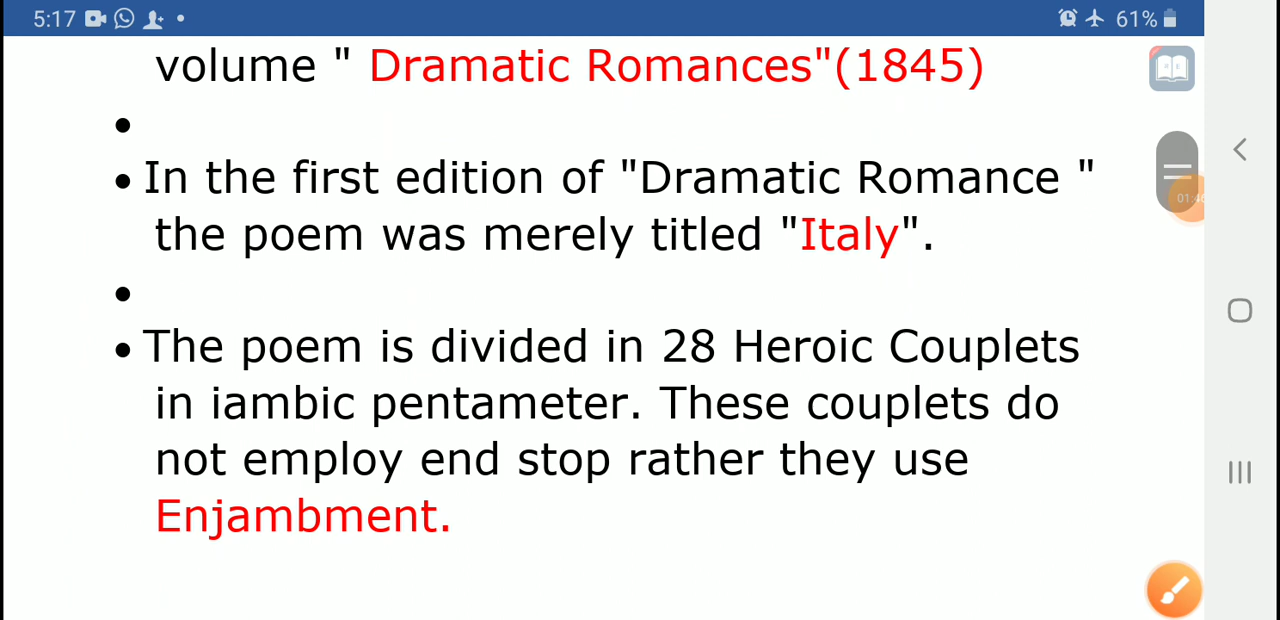 5:17
61%
volume " Dramatic Romances"(1845)
•
• In the first edition of "Dramatic Romance "
the poem was merely titled "Italy".
•
• The poem is divided in 28 Heroic Couplets
in iambic pentameter. These couplets do
not employ end stop rather they use
Enjambment.